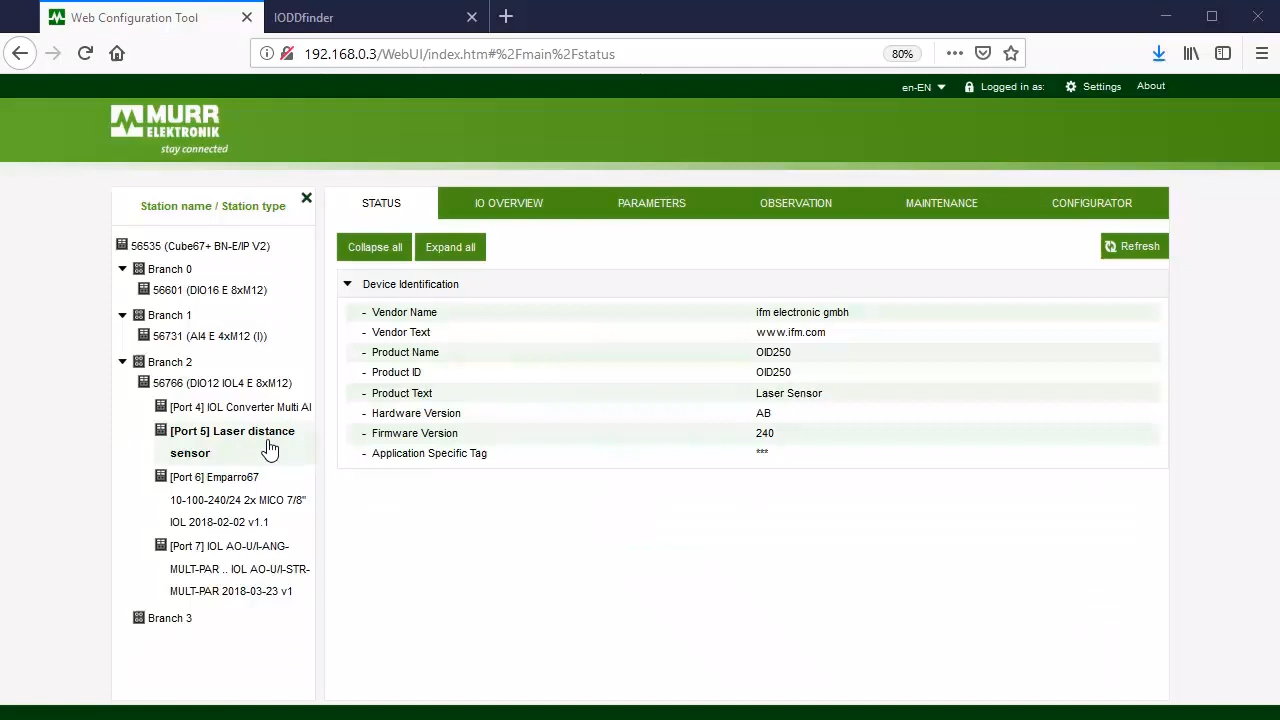 Web Configuration Tool
IODDfinder
192.168.0.3/WebUI/index.htm#%2Fmain%2Fstatus
80%
en-EN
Logged in as:
Settings
About
MURR
ELEKTRONIK
stay connected
Station name / Station type
56535 (Cube67+ BN-E/IP V2)
Branch 0
56601 (DIO16 E 8xM12)
Branch 1
56731 (AI4 E 4xM12 (I))
Branch 2
56766 (DIO12 IOL4 E 8xM12)
[Port 4] IOL Converter Multi AI
[Port 5] Laser distance
sensor
[Port 6] Emparro67
10-100-240/24 2x MICO 7/8"
IOL 2018-02-02 v1.1
[Port 7] IOL AO-U/I-ANG-
MULT-PAR .. IOL AO-U/I-STR-
MULT-PAR 2018-03-23 v1
Branch 3
STATUS
IO OVERVIEW
PARAMETERS
OBSERVATION
MAINTENANCE
CONFIGURATOR
Collapse all
Expand all
Refresh
Device Identification
- Vendor Name ifm electronic gmbh
- Vendor Text www.ifm.com
- Product Name OID250
- Product ID OID250
- Product Text Laser Sensor
- Hardware Version AB
- Firmware Version 240
- Application Specific Tag ***